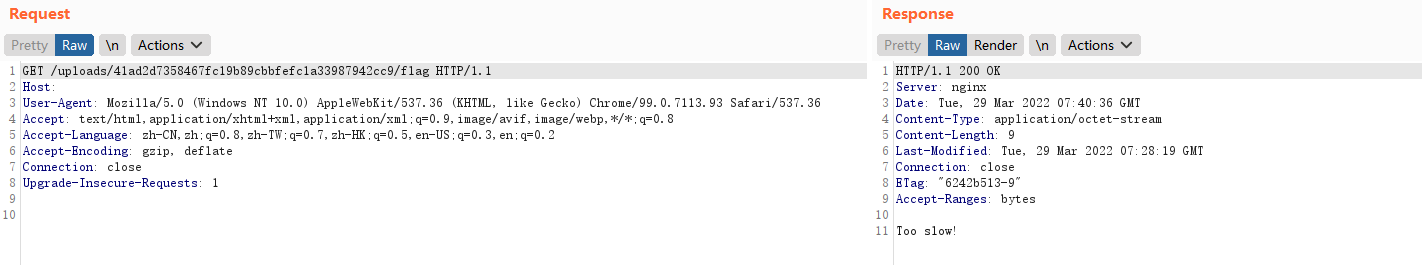 Request
Pretty Raw \n Actions
1 GET /uploads/41ad2d7358467fc19b89cbbfefc1a33987942cc9/flag HTTP/1.1
2 Host:
3 User-Agent: Mozilla/5.0 (Windows NT 10.0) AppleWebKit/537.36 (KHTML, like Gecko) Chrome/99.0.7113.93 Safari/537.36
4 Accept: text/html,application/xhtml+xml,application/xml;q=0.9,image/avif,image/webp,*/*;q=0.8
5 Accept-Language: zh-CN,zh;q=0.8,zh-TW;q=0.7,zh-HK;q=0.5,en-US;q=0.3,en;q=0.2
6 Accept-Encoding: gzip, deflate
7 Connection: close
8 Upgrade-Insecure-Requests: 1
9
10
Response
Pretty Raw Render \n Actions
1 HTTP/1.1 200 OK
2 Server: nginx
3 Date: Tue, 29 Mar 2022 07:40:36 GMT
4 Content-Type: application/octet-stream
5 Content-Length: 9
6 Last-Modified: Tue, 29 Mar 2022 07:28:19 GMT
7 Connection: close
8 ETag: "6242b513-9"
9 Accept-Ranges: bytes
10
11 Too slow!